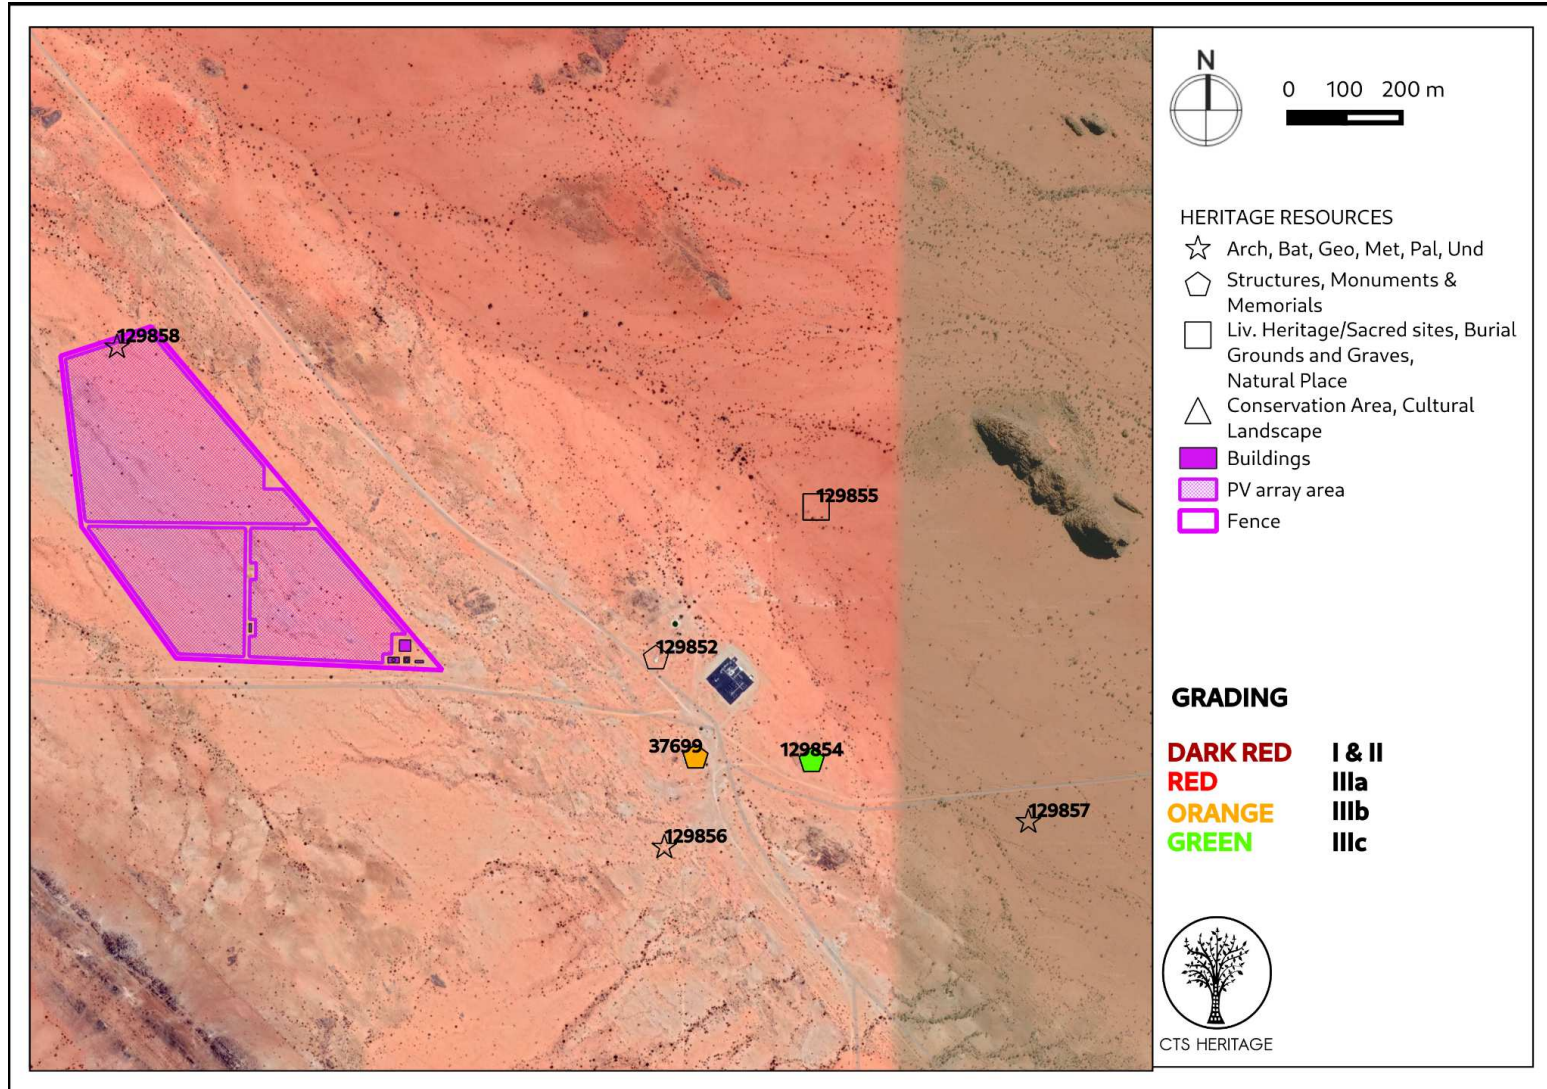 N
0 100 200 m
HERITAGE RESOURCES
Arch, Bat, Geo, Met, Pal, Und
Structures, Monuments &
Memorials
Liv. Heritage/Sacred sites, Burial
Grounds and Graves,
Natural Place
Conservation Area, Cultural
Landscape
Buildings
PV array area
Fence
129858
129855
129852
37699
129854
129857
129856
GRADING
DARK RED I & II
RED IIIa
ORANGE IIIb
GREEN IIIc
CTS HERITAGE